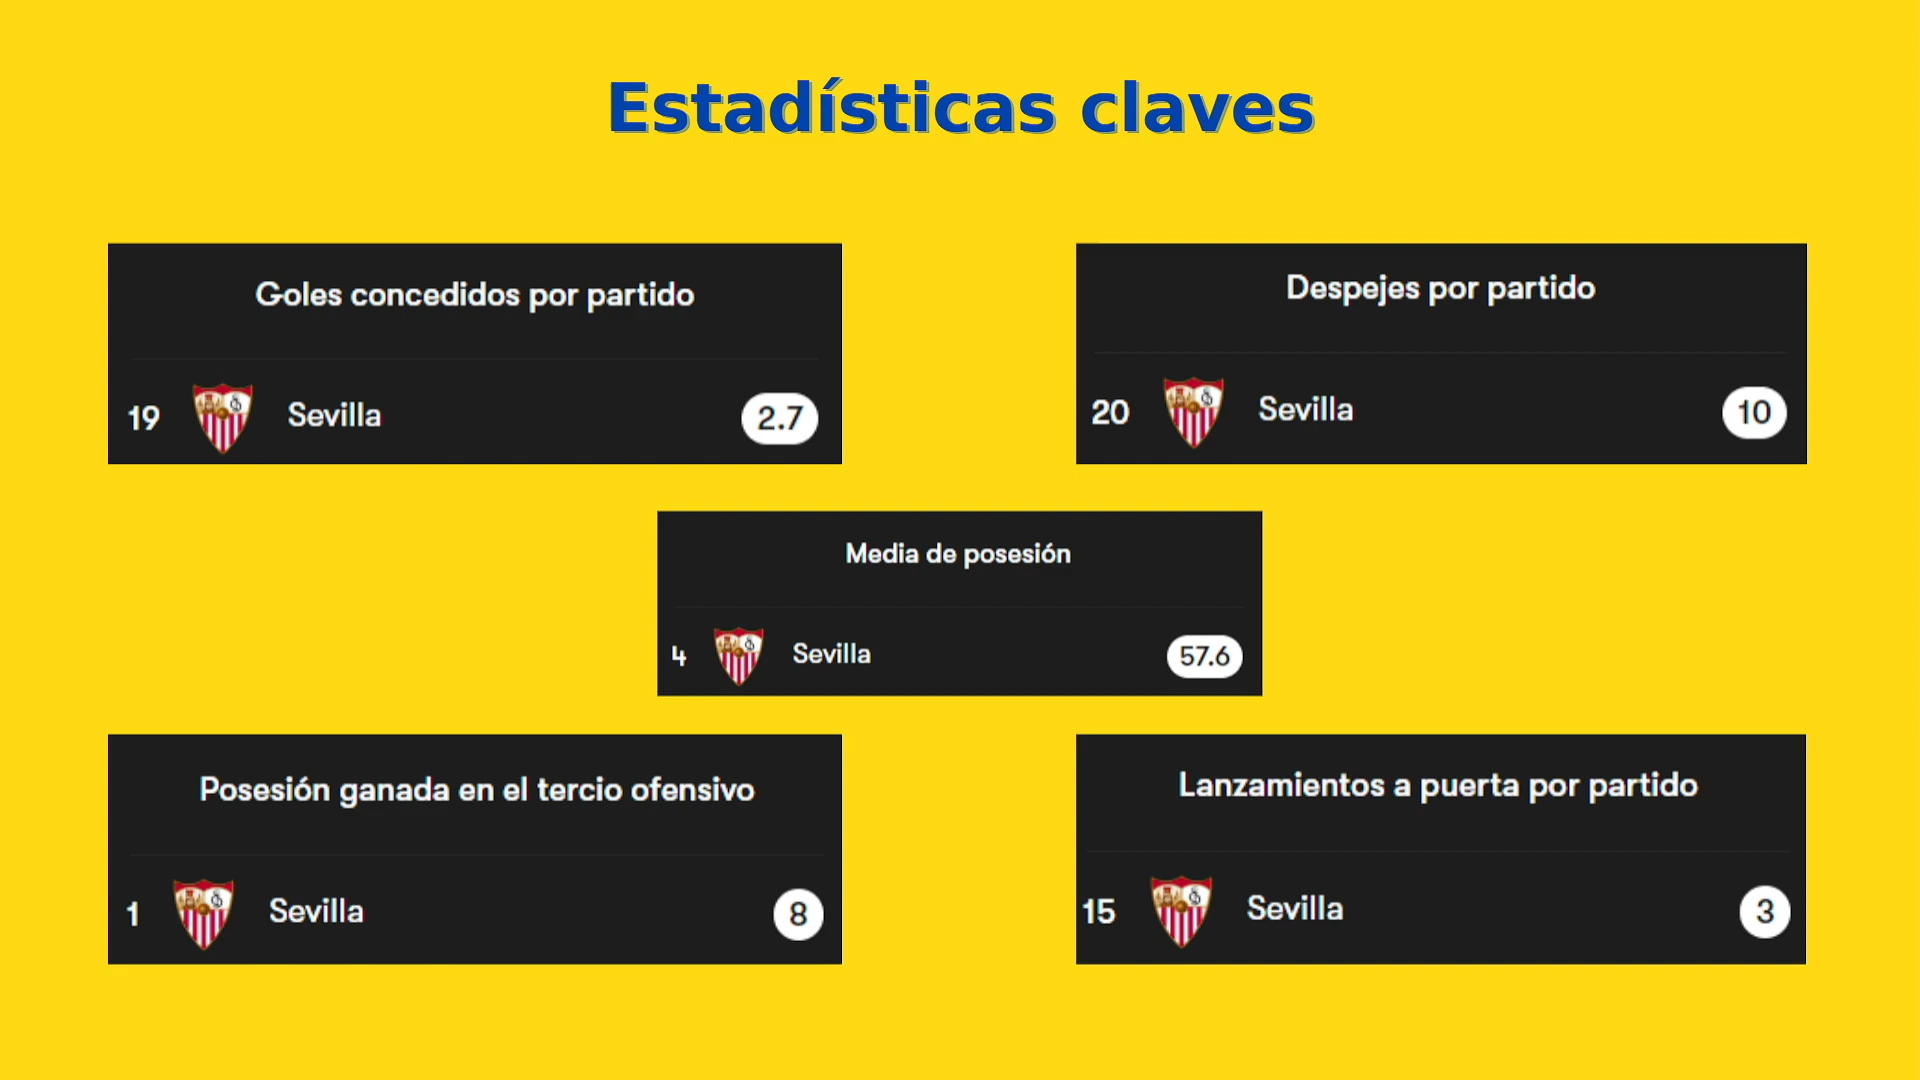 Estadísticas claves
Goles concedidos por partido
19 Sevilla 2.7
Despejes por partido
20 Sevilla 10
Media de posesión
4 Sevilla 57.6
Posesión ganada en el tercio ofensivo
1 Sevilla 8
Lanzamientos a puerta por partido
15 Sevilla 3